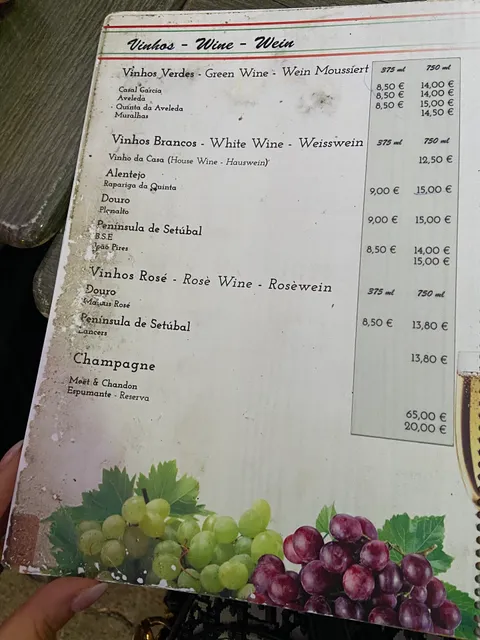 Vinhos - Wine - Wein
Vinhos Verdes - Green Wine - Wein Moussiert 375 ml 750 ml
Casal Garcia 8,50 € 14,00 €
Aveleda 8,50 € 14,00 €
Quinta da Aveleda 8,50 € 15,00 €
Muralhas 14,50 €
Vinhos Brancos - White Wine - Weisswein 375 ml 750 ml
Vinho da Casa (House Wine - Hauswein) 12,50 €
Alentejo
Rapariga da Quinta 9,00 € 15,00 €
Douro
Planalto 9,00 € 15,00 €
Península de Setúbal
B.S.E 8,50 € 14,00 €
João Pires 15,00 €
Vinhos Rosé - Rosè Wine - Rosèwein 375 ml 750 ml
Douro
Mateus Rosé 8,50 € 13,80 €
Península de Setúbal
Lancers 13,80 €
Champagne
Moët & Chandon 65,00 €
Espumante - Reserva 20,00 €